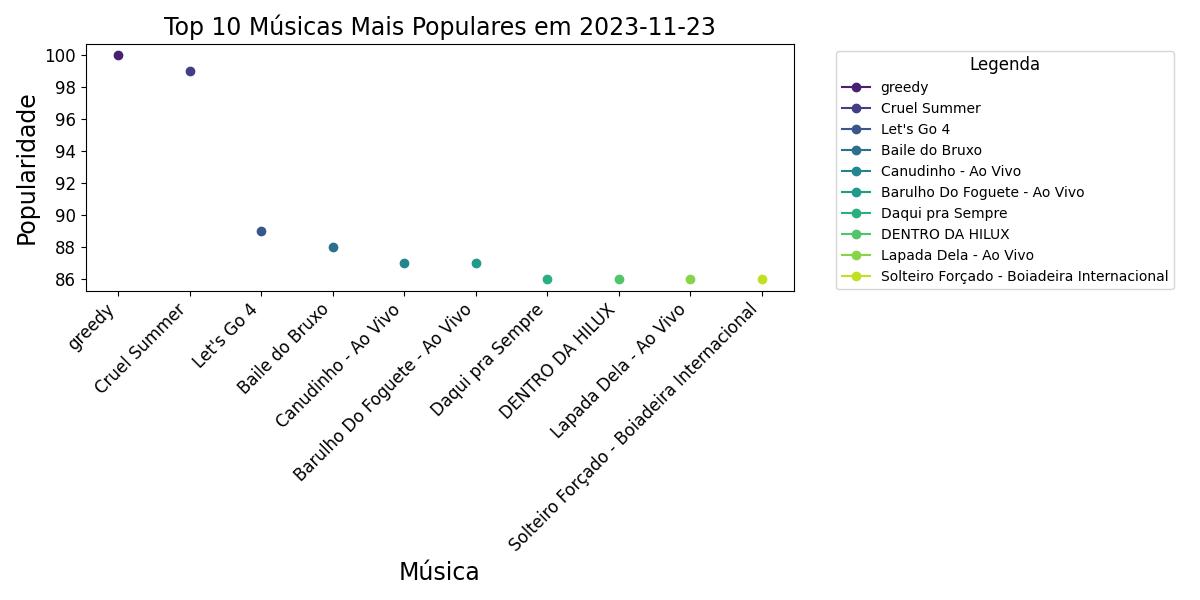 Top 10 Músicas Mais Populares em 2023-11-23
Popularidade
100
98
96
94
92
90
88
86
greedy
Cruel Summer
Let's Go 4
Baile do Bruxo
Canudinho - Ao Vivo
Barulho Do Foguete - Ao Vivo
Daqui pra Sempre
DENTRO DA HILUX
Lapada Dela - Ao Vivo
Solteiro Forçado - Boiadeira Internacional
Música
Legenda
greedy
Cruel Summer
Let's Go 4
Baile do Bruxo
Canudinho - Ao Vivo
Barulho Do Foguete - Ao Vivo
Daqui pra Sempre
DENTRO DA HILUX
Lapada Dela - Ao Vivo
Solteiro Forçado - Boiadeira Internacional